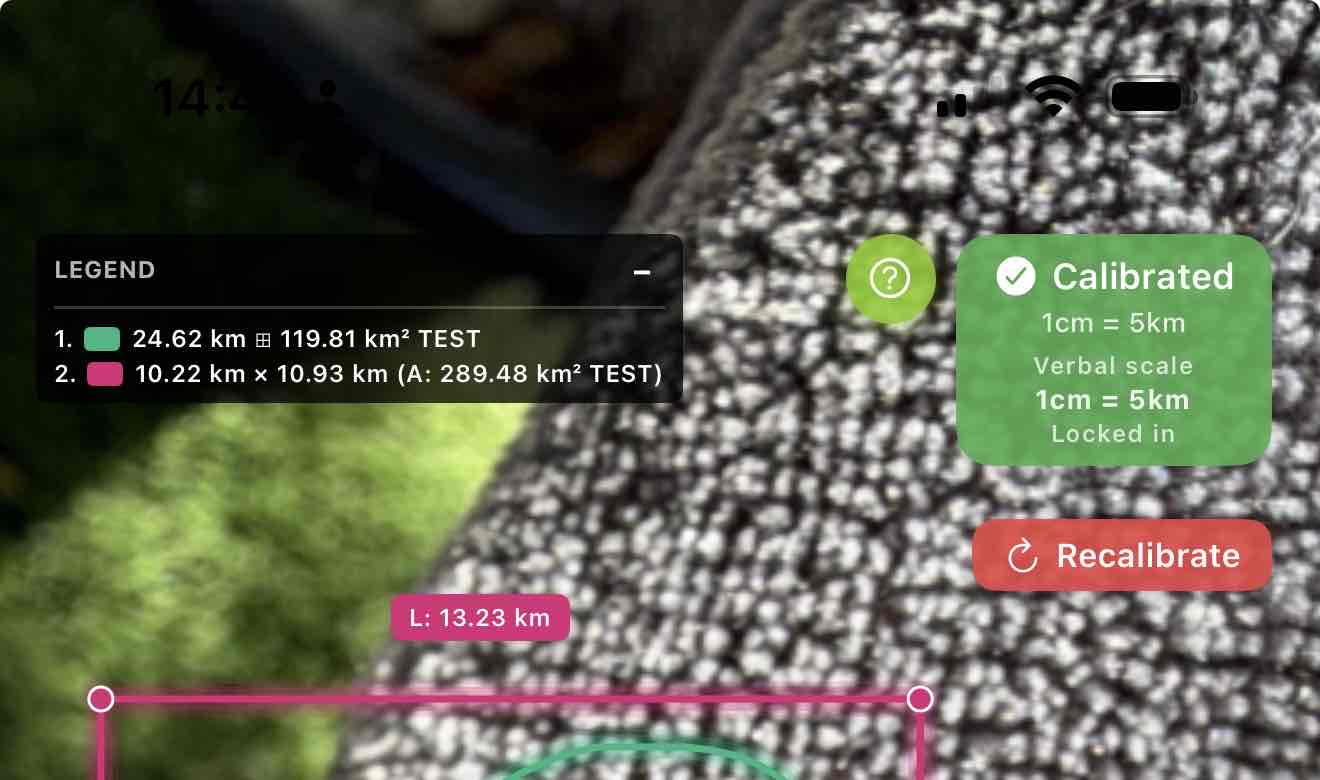 LEGEND
1. 24.62 km ⊞ 119.81 km² TEST
2. 10.22 km × 10.93 km (A: 289.48 km² TEST)
?
Calibrated
1cm = 5km
Verbal scale
1cm = 5km
Locked in
Recalibrate
L: 13.23 km